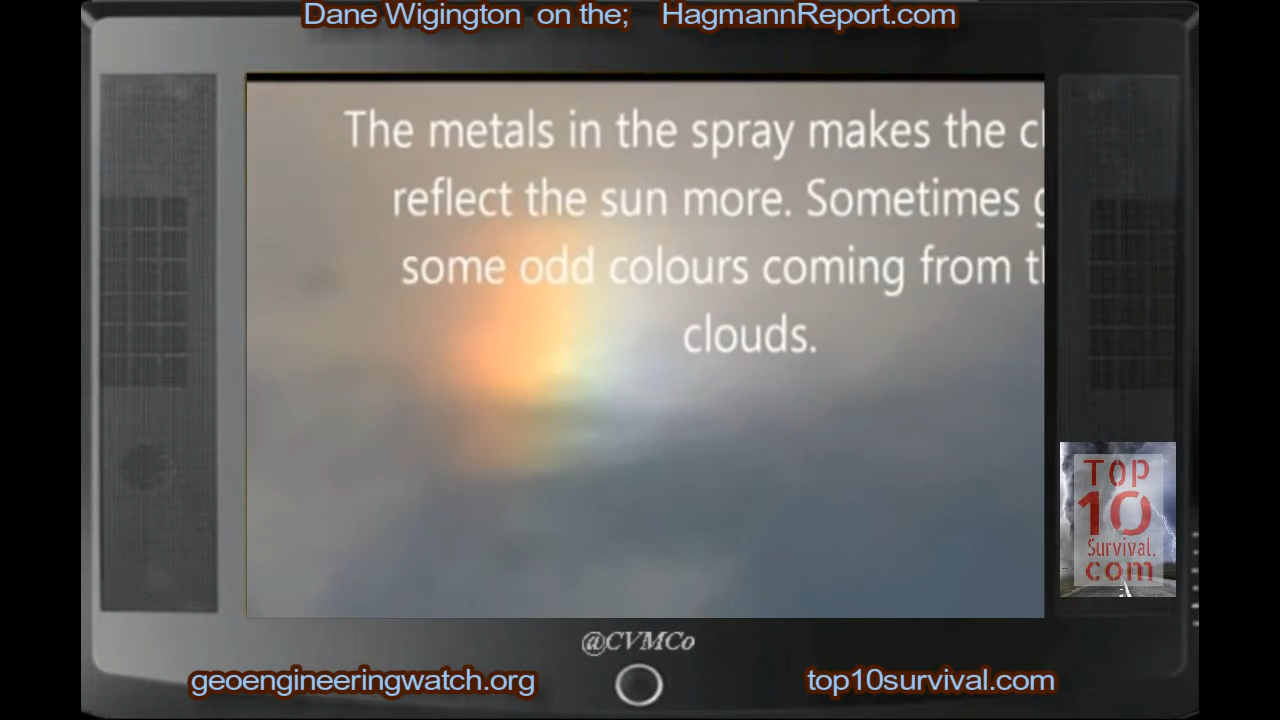 Dane Wigington on the; HagmannReport.com
The metals in the spray makes the
reflect the sun more. Sometimes
some odd colours coming from
clouds.
TOP
10
Survival.
com
@CVMCo
geoengineeringwatch.org
top10survival.com